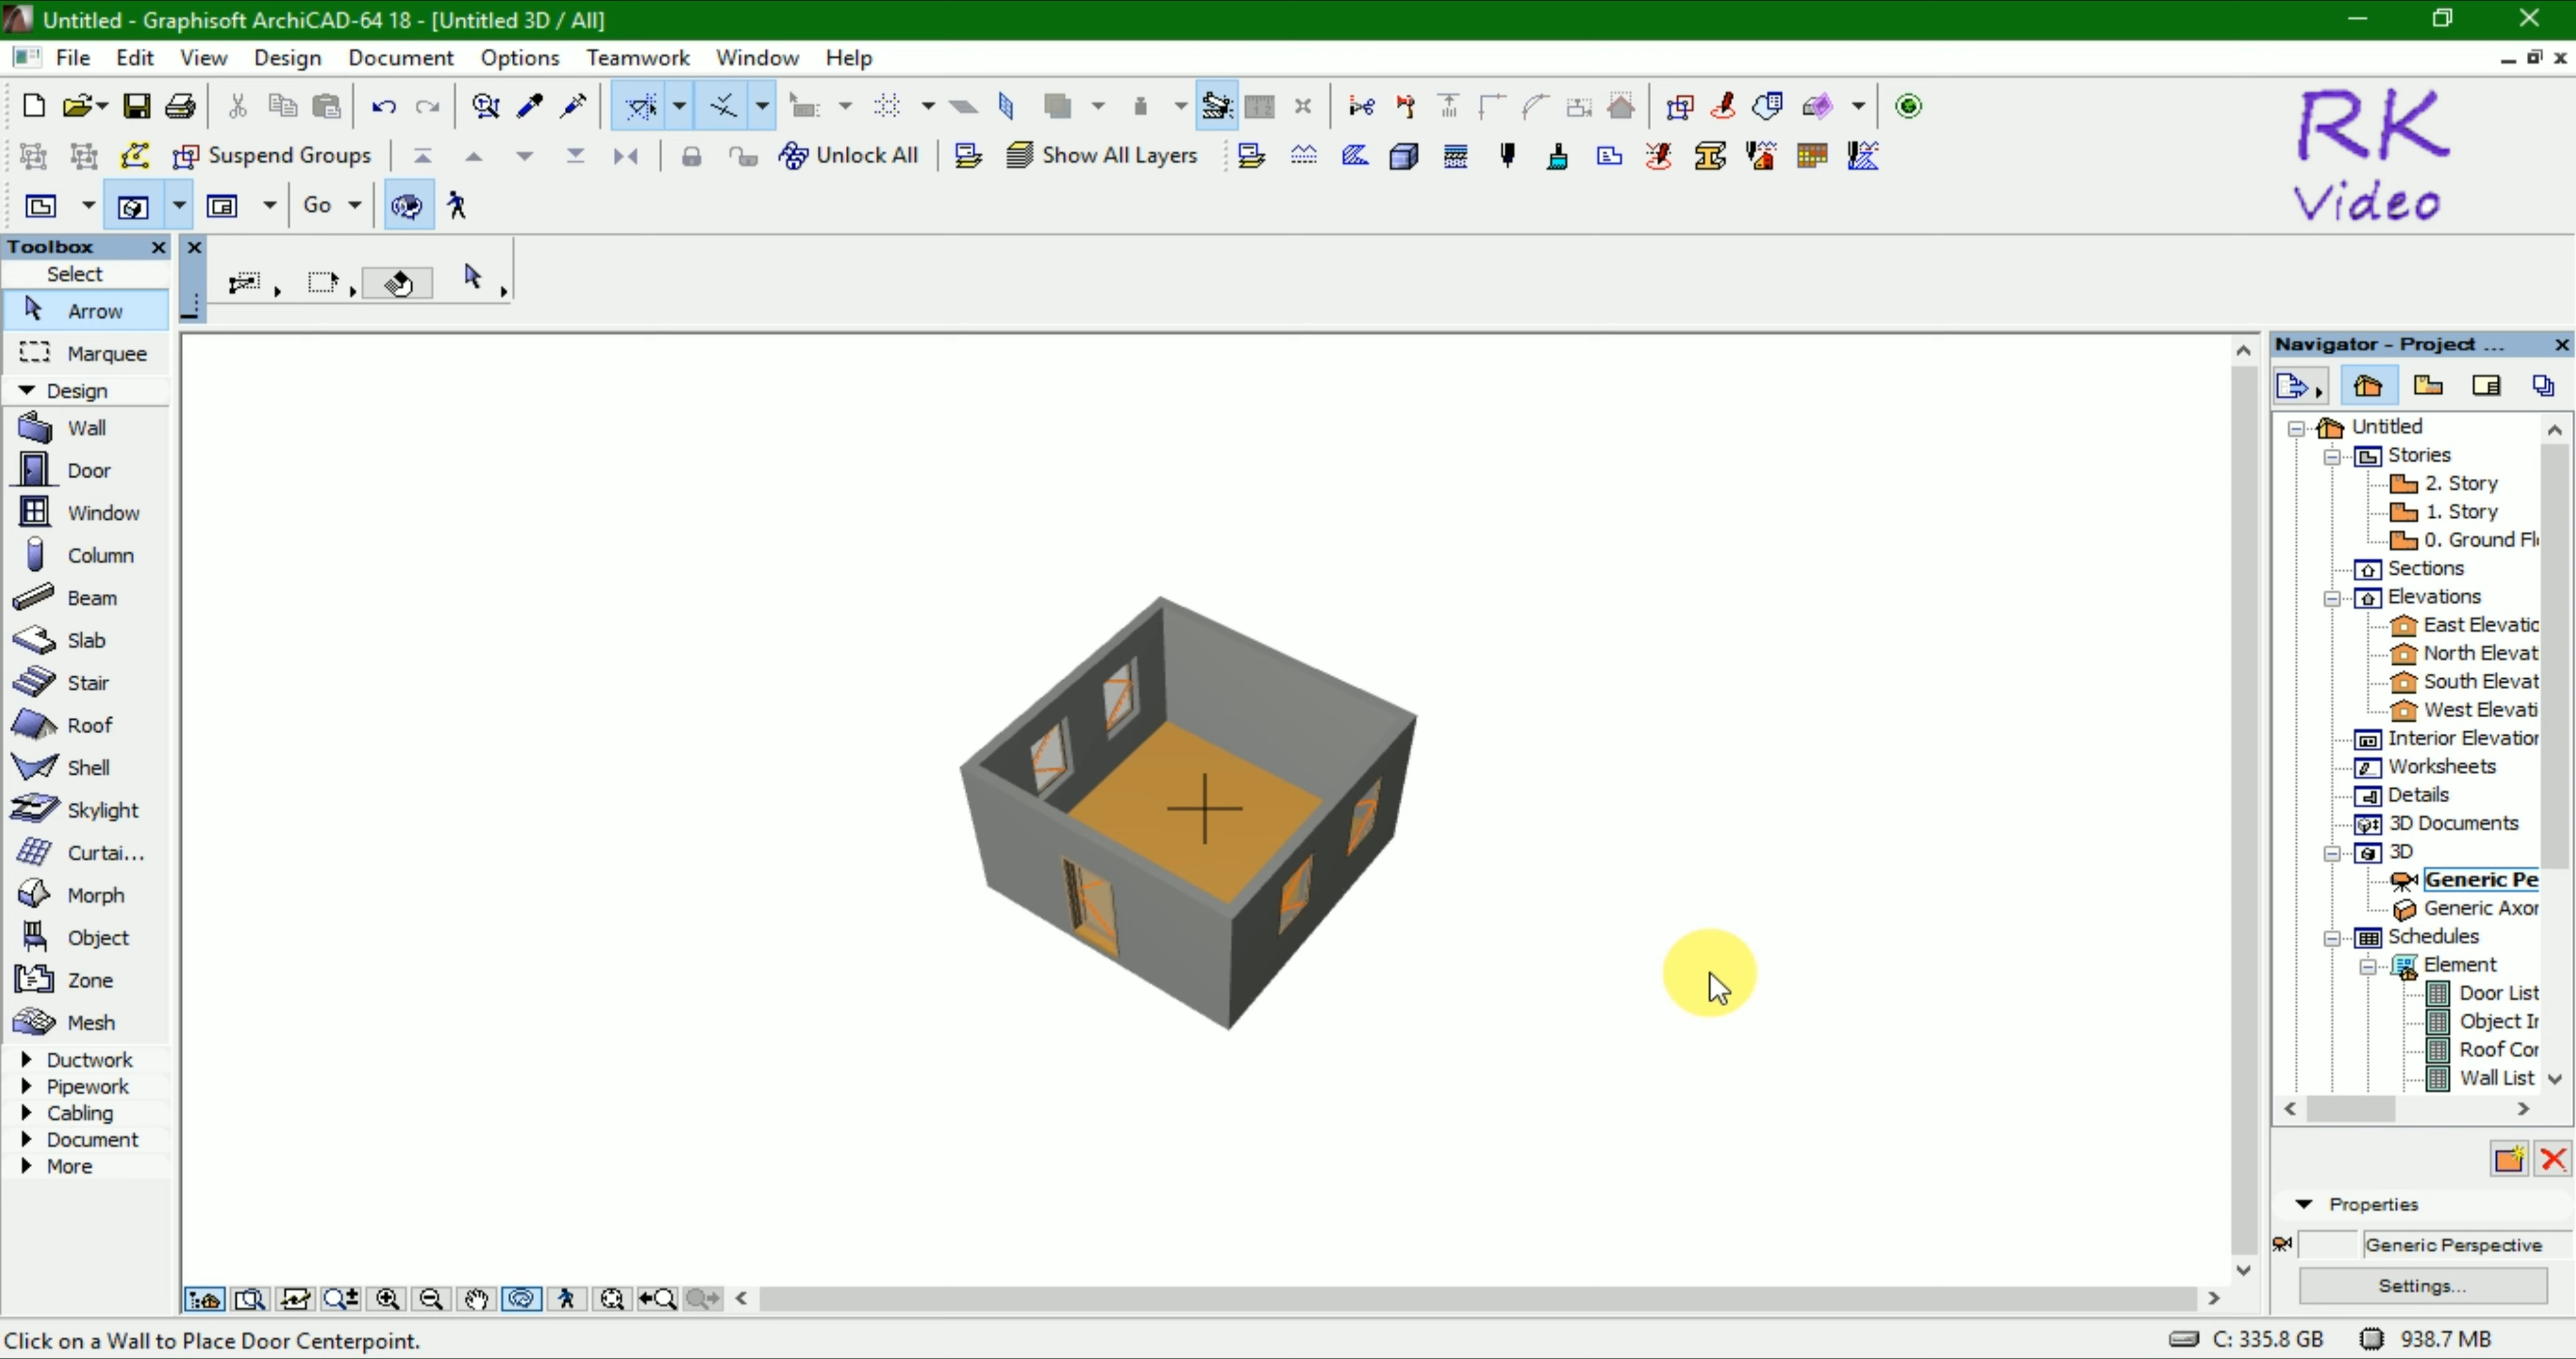 Untitled - Graphisoft ArchiCAD-64 18 - [Untitled 3D / All]
File Edit View Design Document Options Teamwork Window Help
RK
Video
Suspend Groups Unlock All Show All Layers
Go
Toolbox
Select
Arrow
Marquee
Design
Wall
Door
Window
Column
Beam
Slab
Stair
Roof
Shell
Skylight
Curtai...
Morph
Object
Zone
Mesh
Ductwork
Pipework
Cabling
Document
More
Navigator - Project ...
Untitled
Stories
2. Story
1. Story
0. Ground Fl
Sections
Elevations
East Elevatio
North Elevat
South Elevat
West Elevati
Interior Elevation
Worksheets
Details
3D Documents
3D
Generic Pe
Generic Axor
Schedules
Element
Door List
Object Ir
Roof Cor
Wall List
Properties
Generic Perspective
Settings...
Click on a Wall to Place Door Centerpoint.
C: 335.8 GB 938.7 MB